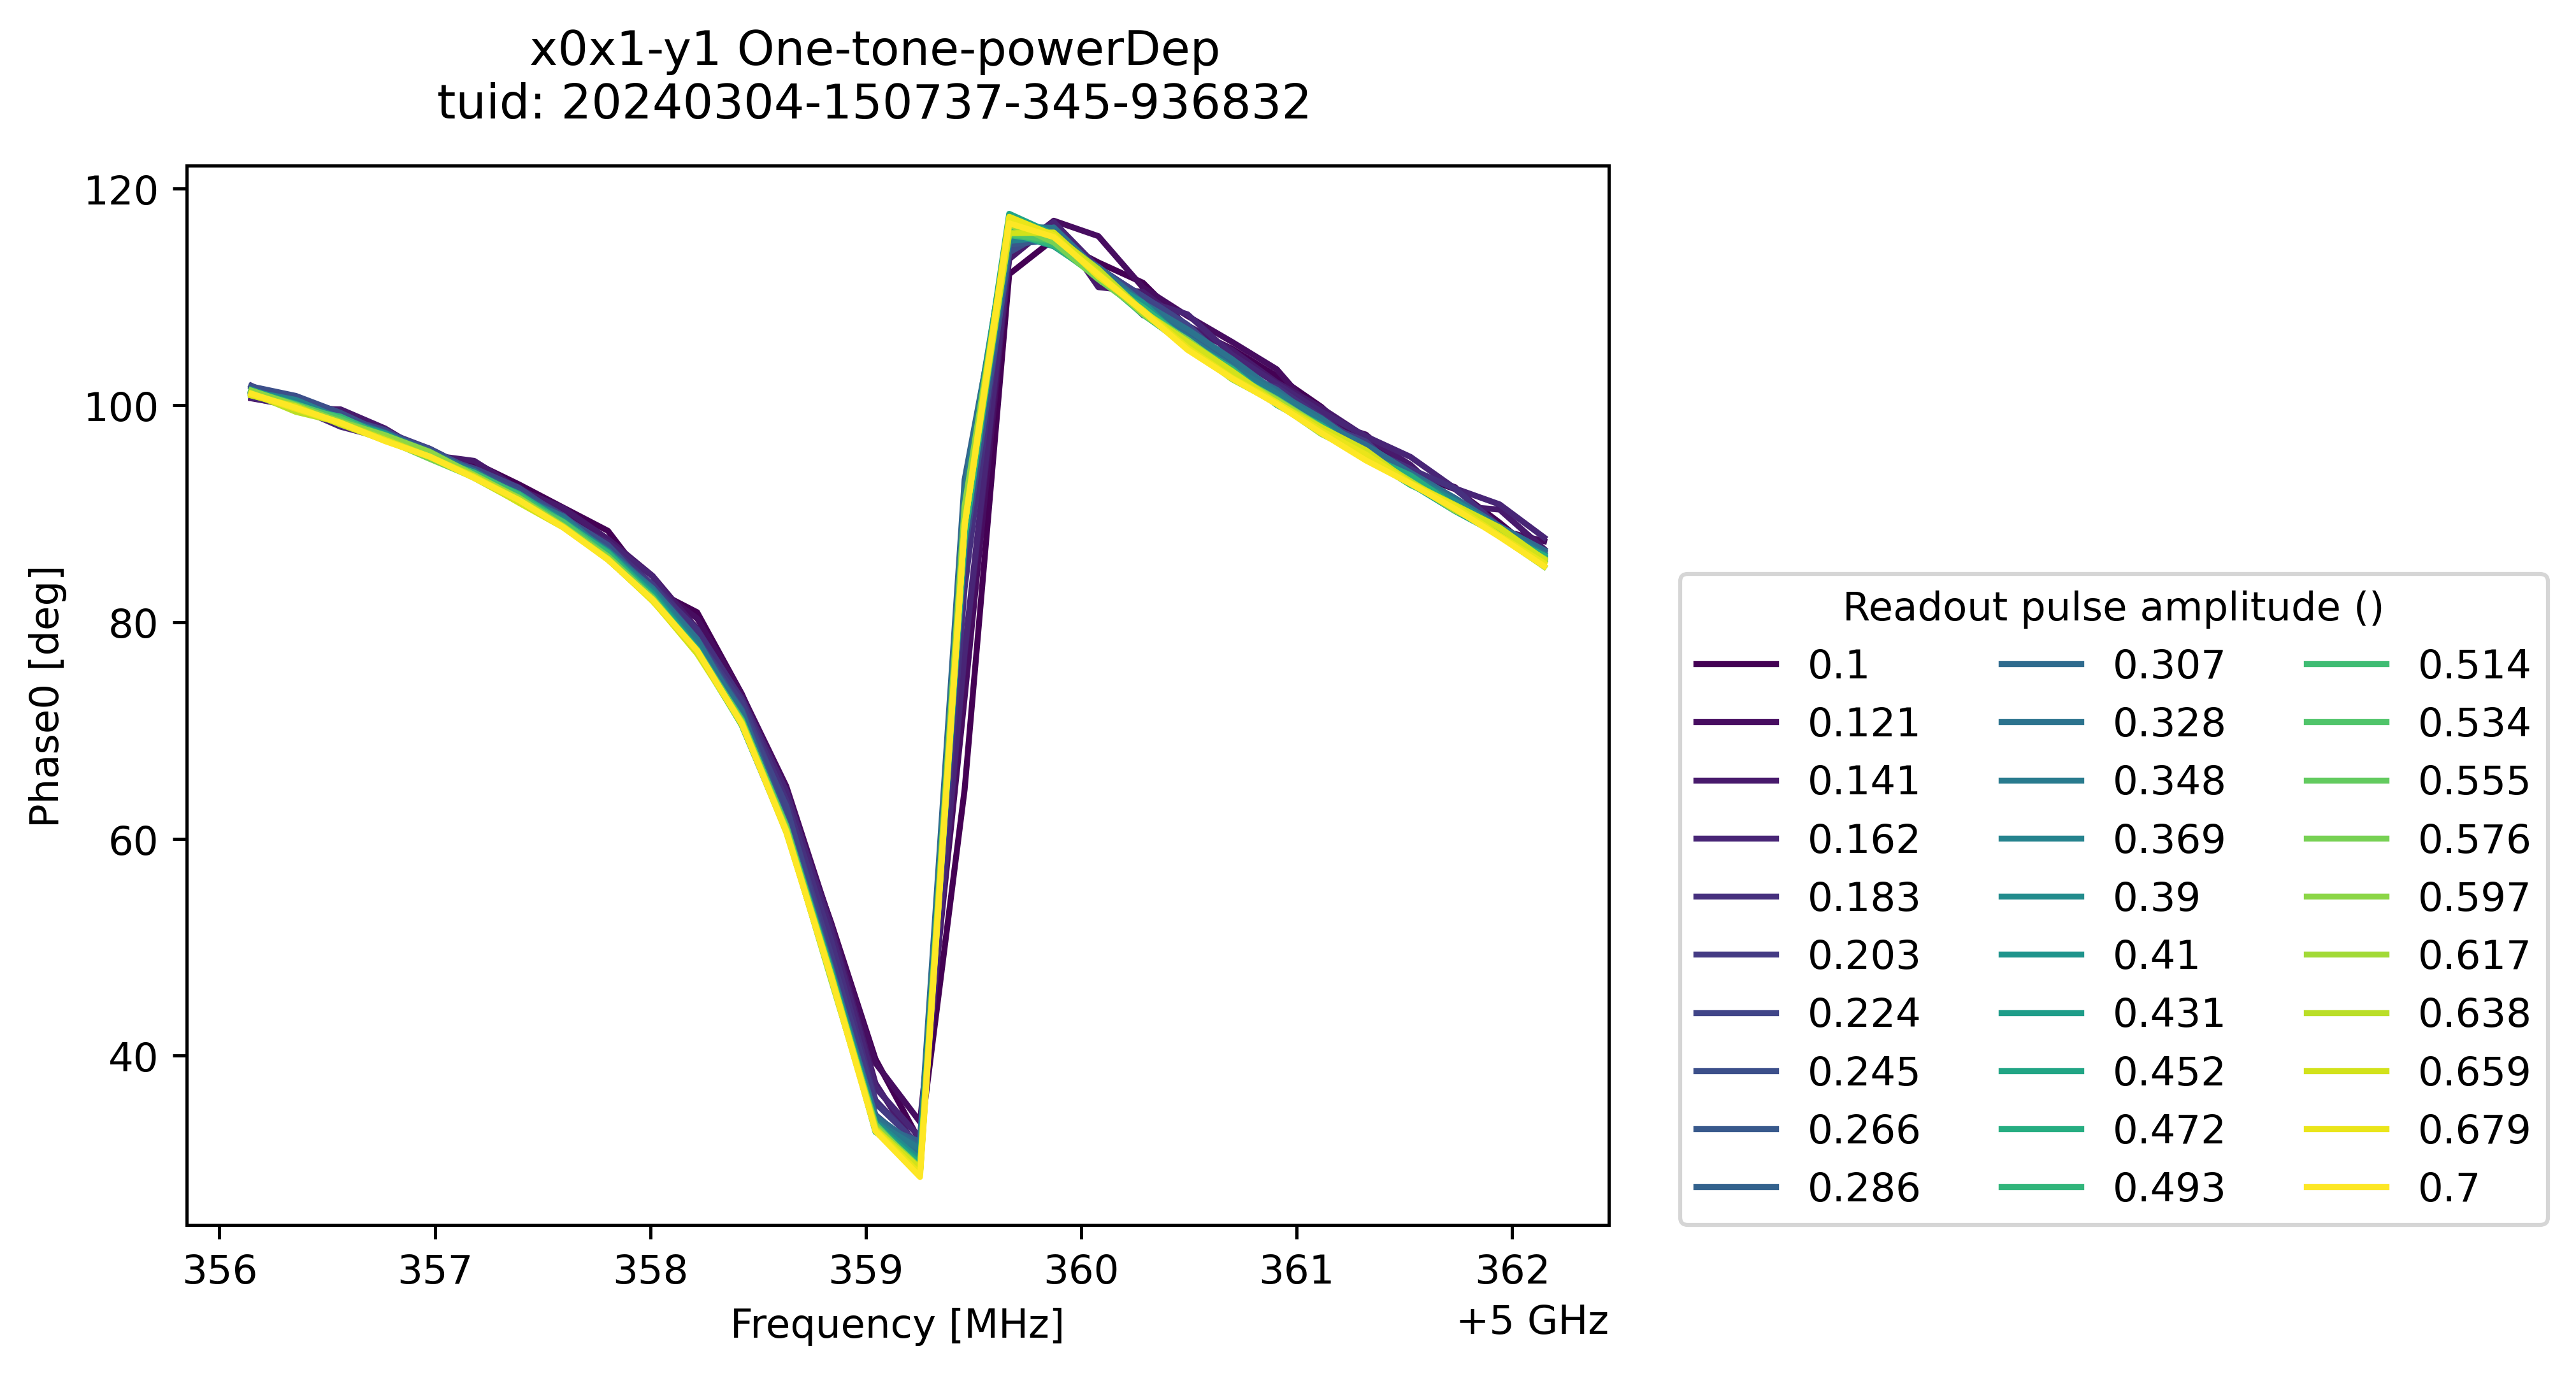 x0x1-y1 One-tone-powerDep
tuid: 20240304-150737-345-936832
120
100
80
60
40
Phase0 [deg]
356 357 358 359 360 361 362
Frequency [MHz]
+5 GHz
Readout pulse amplitude ()
0.1 0.307 0.514
0.121 0.328 0.534
0.141 0.348 0.555
0.162 0.369 0.576
0.183 0.39 0.597
0.203 0.41 0.617
0.224 0.431 0.638
0.245 0.452 0.659
0.266 0.472 0.679
0.286 0.493 0.7